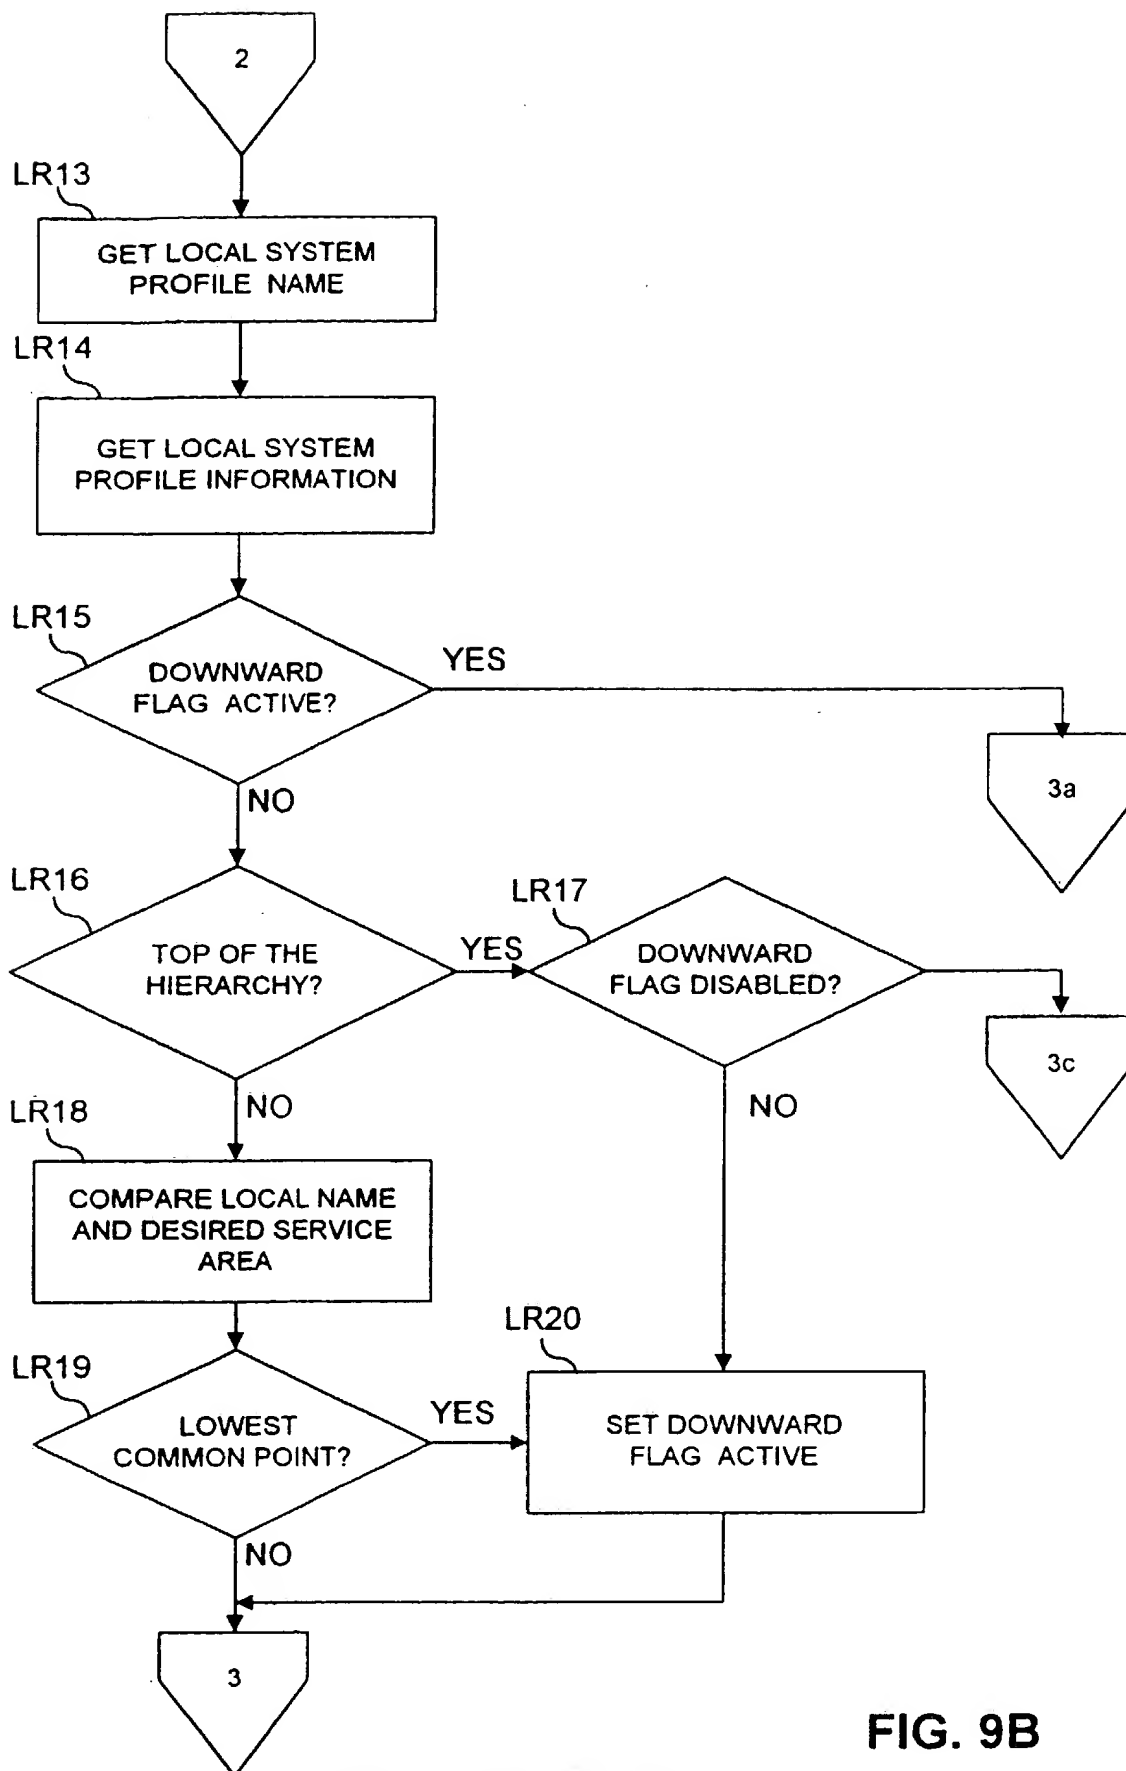 2
LR13
GET LOCAL SYSTEM
PROFILE NAME
LR14
GET LOCAL SYSTEM
PROFILE INFORMATION
LR15
DOWNWARD
FLAG ACTIVE?
YES
3a
NO
LR16
TOP OF THE
HIERARCHY?
YES
LR17
DOWNWARD
FLAG DISABLED?
3c
NO
NO
LR18
COMPARE LOCAL NAME
AND DESIRED SERVICE
AREA
LR19
LOWEST
COMMON POINT?
YES
LR20
SET DOWNWARD
FLAG ACTIVE
NO
3
FIG. 9B